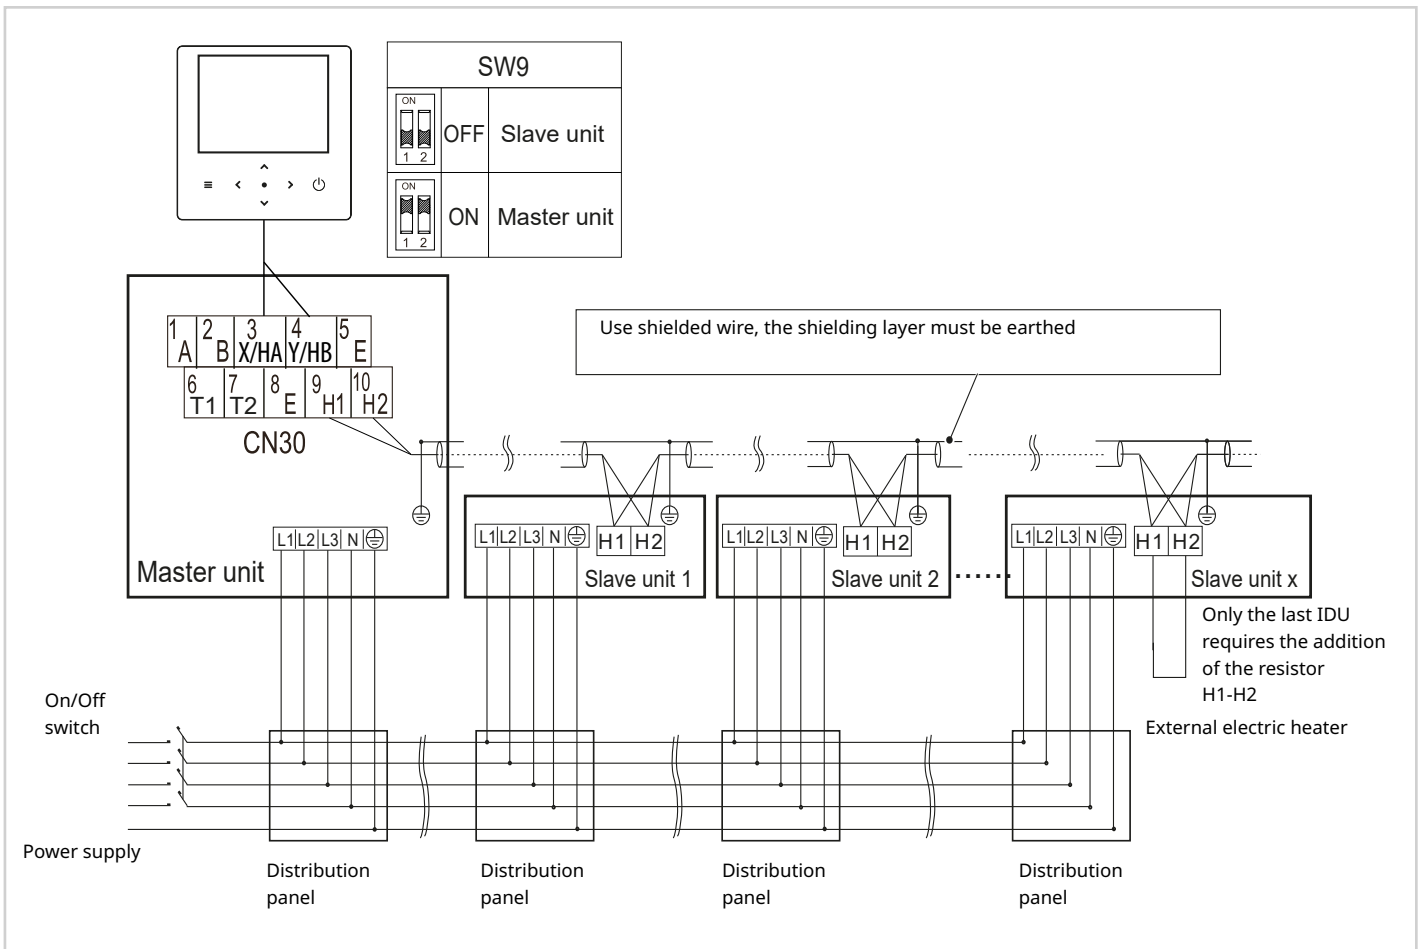 SW9
ON
1 2
OFF
Slave unit
ON
1 2
ON
Master unit
1 A
2 B
3 X/HA
4 Y/HB
5 E
6 T1
7 T2
8 E
9 H1
10 H2
CN30
Use shielded wire, the shielding layer must be earthed
L1 L2 L3 N
Master unit
L1 L2 L3 N
H1 H2
Slave unit 1
L1 L2 L3 N
H1 H2
Slave unit 2
......
L1 L2 L3 N
H1 H2
Slave unit x
Only the last IDU
requires the addition
of the resistor
H1-H2
External electric heater
On/Off
switch
Power supply
Distribution
panel
Distribution
panel
Distribution
panel
Distribution
panel